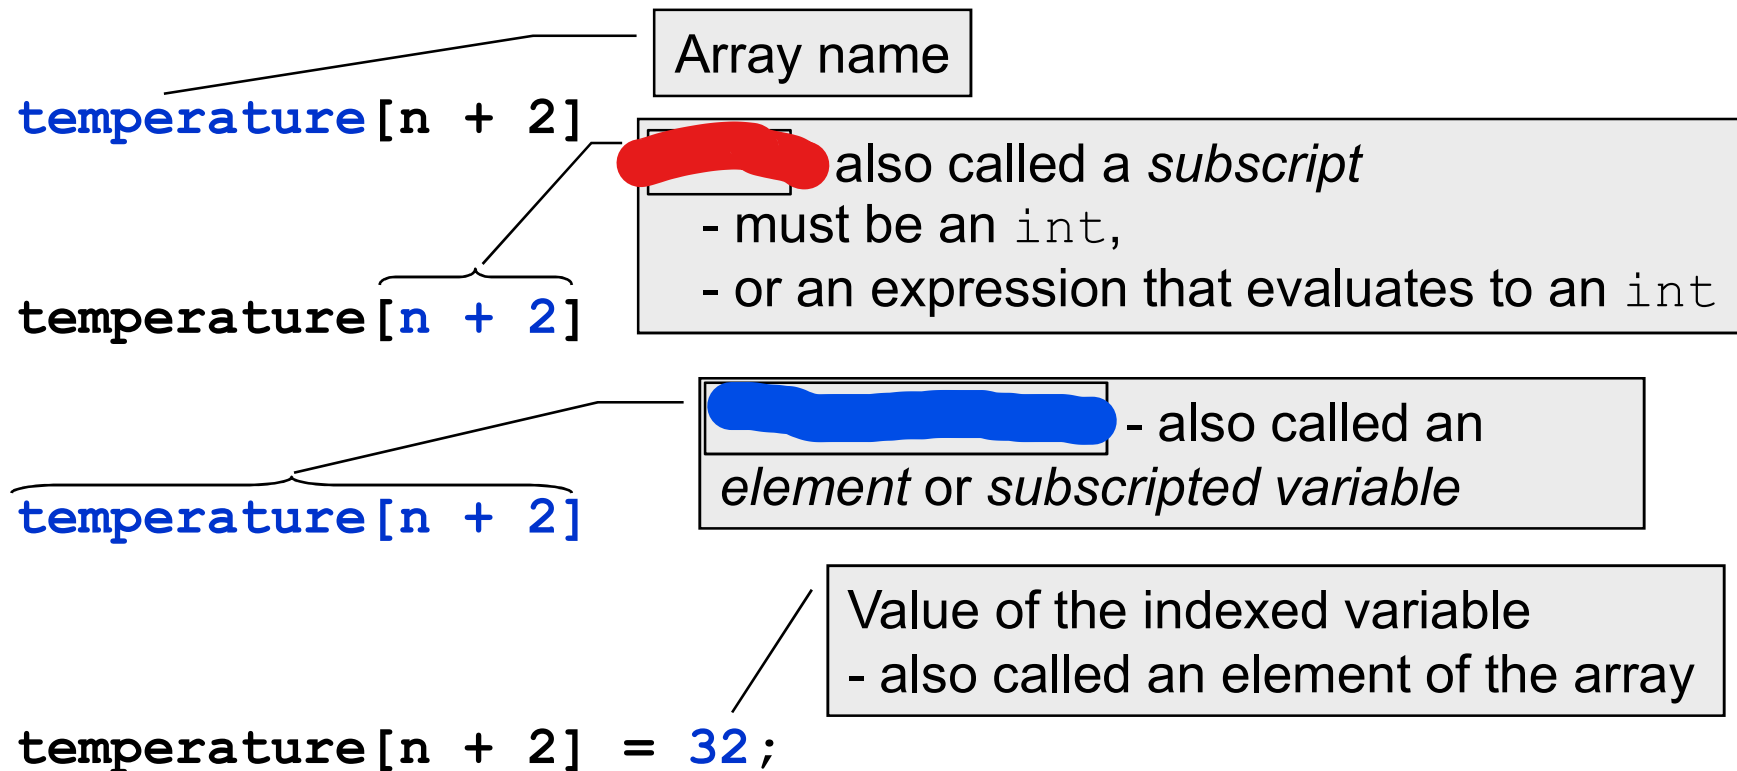 Array name
temperature[n + 2]
also called a subscript
- must be an int,
- or an expression that evaluates to an int
temperature[n + 2]
- also called an
element or subscripted variable
temperature[n + 2]
Value of the indexed variable
- also called an element of the array
temperature[n + 2] = 32;